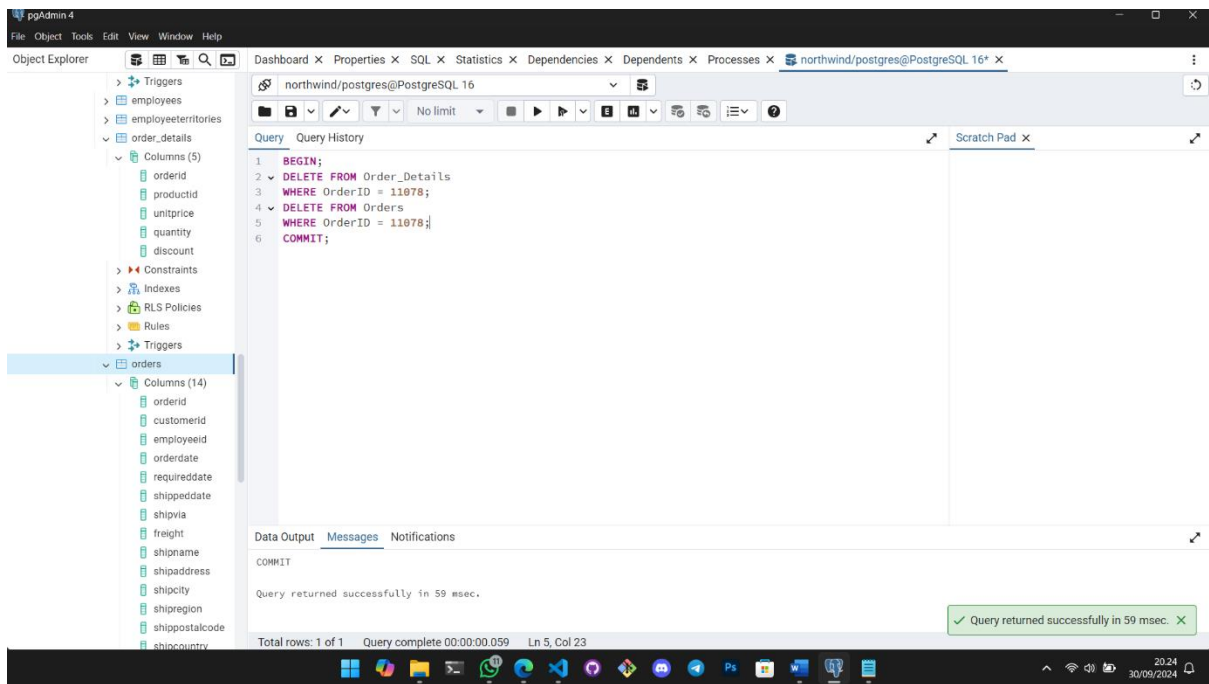 pgAdmin 4
File Object Tools Edit View Window Help
Object Explorer
Dashboard X Properties X SQL X Statistics X Dependencies X Dependents X Processes X northwind/postgres@PostgreSQL 16* X
northwind/postgres@PostgreSQL 16
No limit
Query Query History
Scratch Pad X
Triggers
employees
employeeterritories
order_details
Columns (5)
orderid
productid
unitprice
quantity
discount
Constraints
Indexes
RLS Policies
Rules
Triggers
orders
Columns (14)
orderid
customerid
employeeid
orderdate
requireddate
shippeddate
shipvia
freight
shipname
shipaddress
shipcity
shipregion
shippostalcode
shipcountry
1 BEGIN;
2 DELETE FROM Order_Details
3 WHERE OrderID = 11078;
4 DELETE FROM Orders
5 WHERE OrderID = 11078;
6 COMMIT;
Data Output Messages Notifications
COMMIT
Query returned successfully in 59 msec.
Query returned successfully in 59 msec. X
Total rows: 1 of 1 Query complete 00:00:00.059 Ln 5, Col 23
20.24
30/09/2024